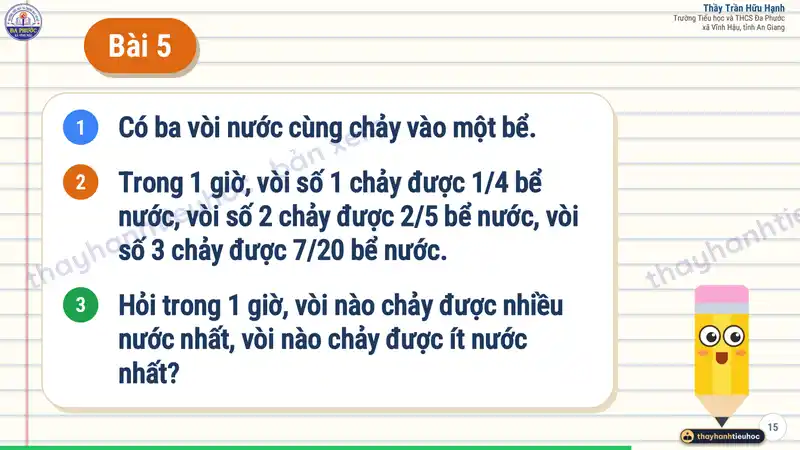 Thầy Trần Hữu Hạnh
Trường Tiểu học và THCS Đa Phước
xã Vĩnh Hậu, tỉnh An Giang
ĐA PHƯỚC
Bài 5
1 Có ba vòi nước cùng chảy vào một bể.
2 Trong 1 giờ, vòi số 1 chảy được 1/4 bể
nước, vòi số 2 chảy được 2/5 bể nước, vòi
số 3 chảy được 7/20 bể nước.
3 Hỏi trong 1 giờ, vòi nào chảy được nhiều
nước nhất, vòi nào chảy được ít nước
nhất?
thayhanhtieuhoc
15